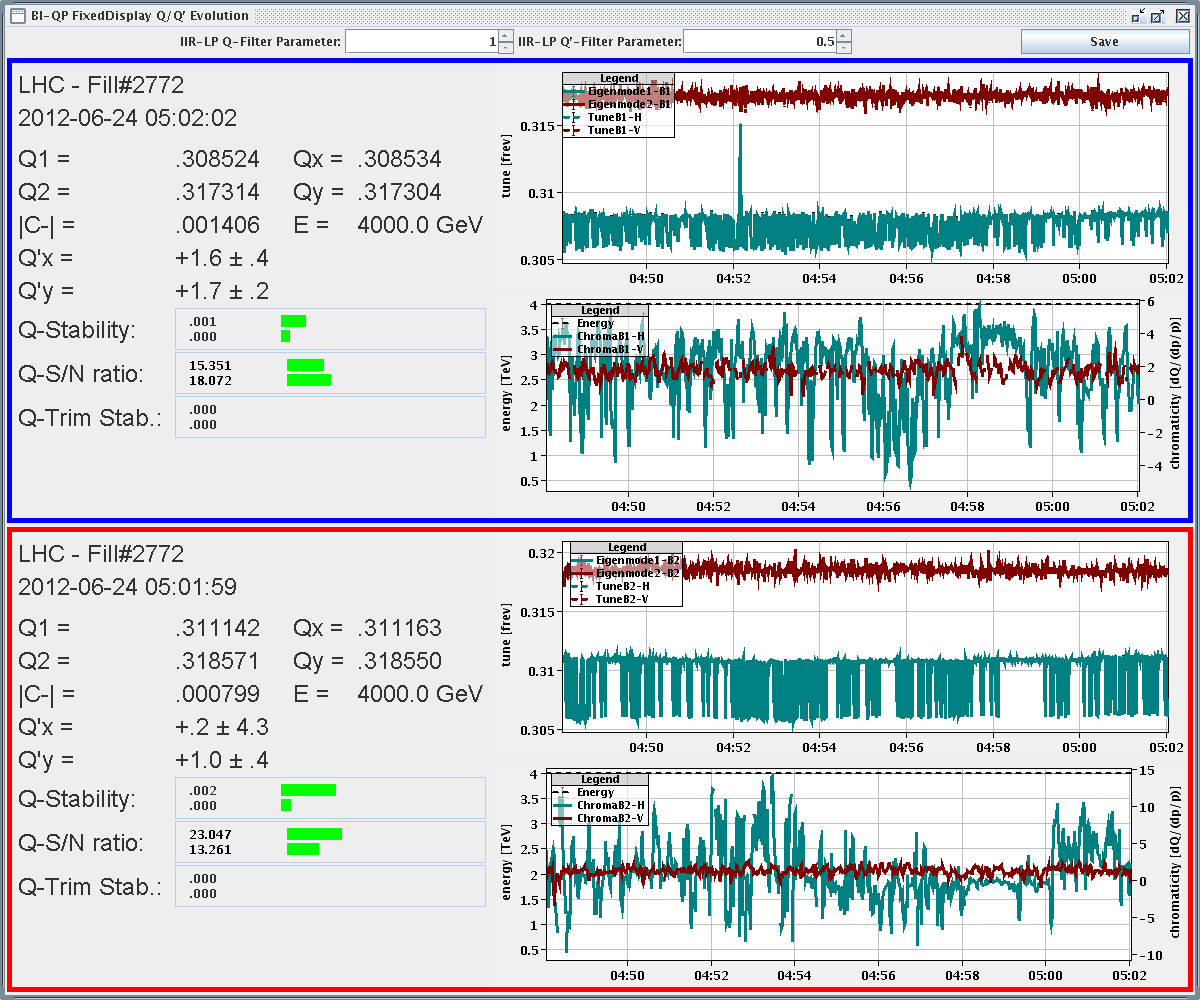 BI-QP FixedDisplay Q/Q' Evolution
IIR-LP Q-Filter Parameter: 1 IIR-LP Q'-Filter Parameter: 0.5 Save
LHC - Fill#2772
2012-06-24 05:02:02
Q1 = .308524 Qx = .308534
Q2 = .317314 Qy = .317304
|C-| = .001406 E = 4000.0 GeV
Q'x = +1.6 ± .4
Q'y = +1.7 ± .2
Q-Stability: .001
.000
Q-S/N ratio: 15.351
18.072
Q-Trim Stab.: .000
.000
Legend
Eigenmode1-B1
Eigenmode2-B1
TuneB1-H
TuneB1-V
tune [frev]
0.315
0.31
0.305
04:50 04:52 04:54 04:56 04:58 05:00 05:02
Legend
Energy
ChromaB1-H
ChromaB1-V
energy [TeV]
4
3.5
3
2.5
2
1.5
1
0.5
6
4
2
0
-2
-4
chromaticity [dQ/(dp/p)]
04:50 04:52 04:54 04:56 04:58 05:00 05:02
LHC - Fill#2772
2012-06-24 05:01:59
Q1 = .311142 Qx = .311163
Q2 = .318571 Qy = .318550
|C-| = .000799 E = 4000.0 GeV
Q'x = +.2 ± 4.3
Q'y = +1.0 ± .4
Q-Stability: .002
.000
Q-S/N ratio: 23.047
13.261
Q-Trim Stab.: .000
.000
Legend
Eigenmode1-B2
Eigenmode2-B2
TuneB2-H
TuneB2-V
tune [frev]
0.32
0.315
0.31
0.305
04:50 04:52 04:54 04:56 04:58 05:00 05:02
Legend
Energy
ChromaB2-H
ChromaB2-V
energy [TeV]
4
3.5
3
2.5
2
1.5
1
0.5
15
10
5
0
-5
-10
chromaticity [dQ/(dp/p)]
04:50 04:52 04:54 04:56 04:58 05:00 05:02